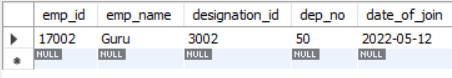 emp_id emp_name designation_id dep_no date_of_join
17002 Guru 3002 50 2022-05-12
NULL NULL NULL NULL NULL